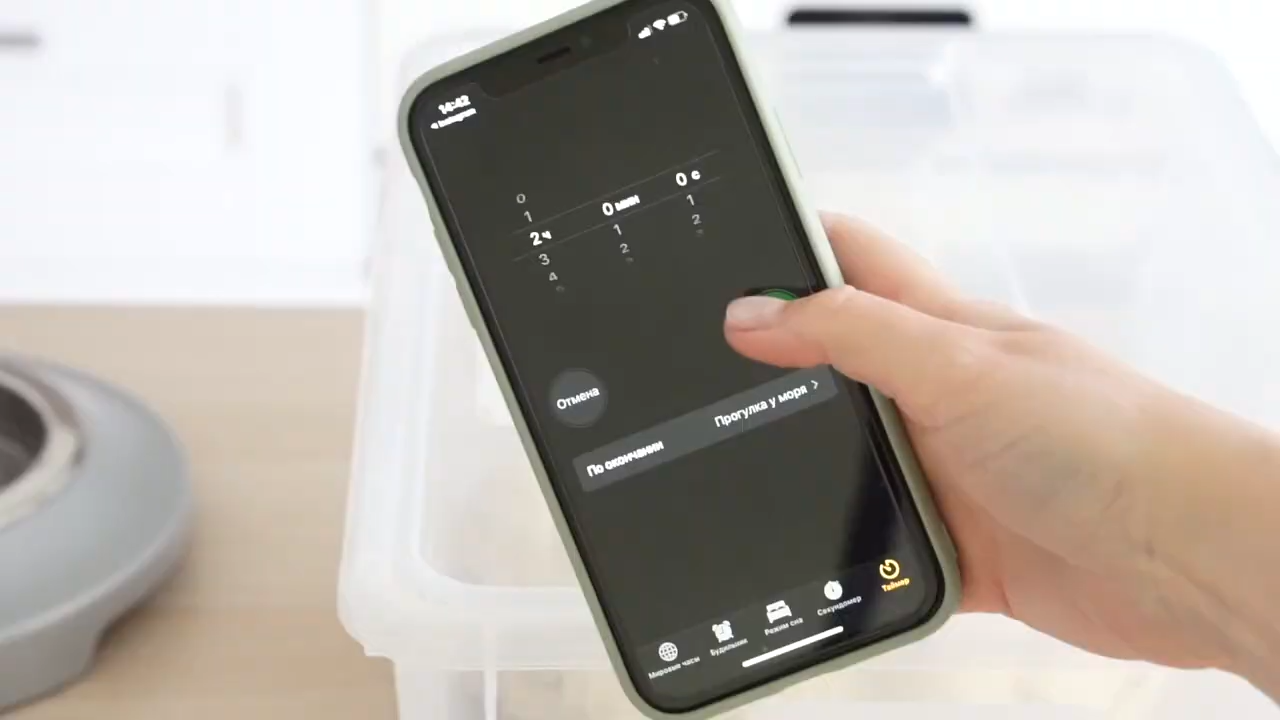 14:42
◀ Instagram
0
1
2 ч 0 мин 0 с
3 1 1
4 2 2
Отмена
По окончании Прогулка у моря >
Мировые часы Будильник Режим сна Секундомер Таймер